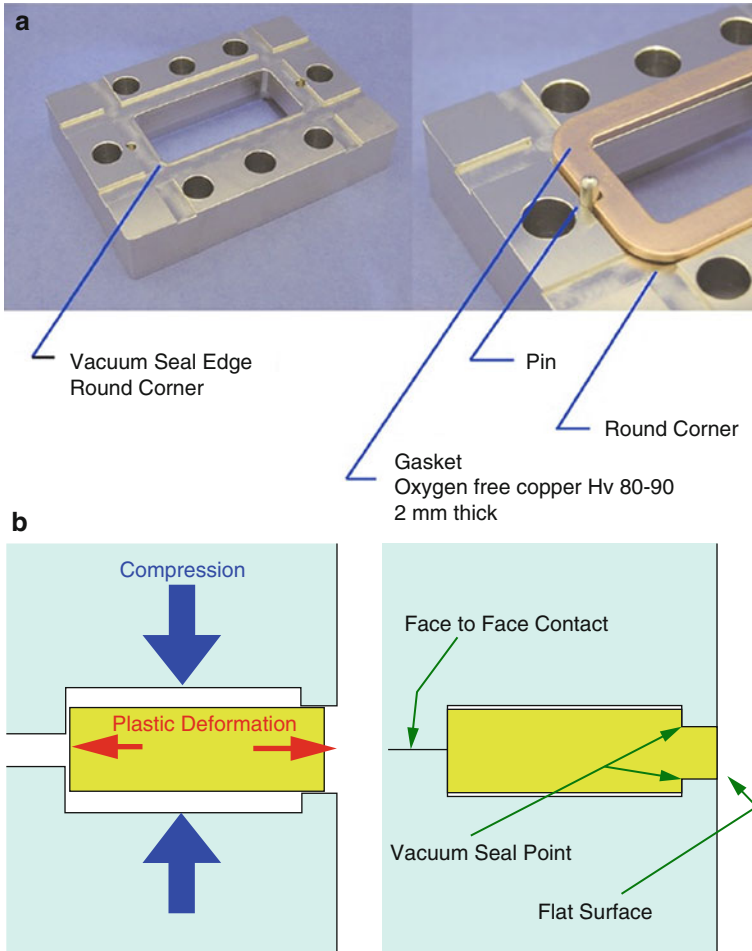 a
Vacuum Seal Edge
Round Corner
Pin
Round Corner
Gasket
Oxygen free copper Hv 80-90
2 mm thick
b
Compression
Plastic Deformation
Face to Face Contact
Vacuum Seal Point
Flat Surface